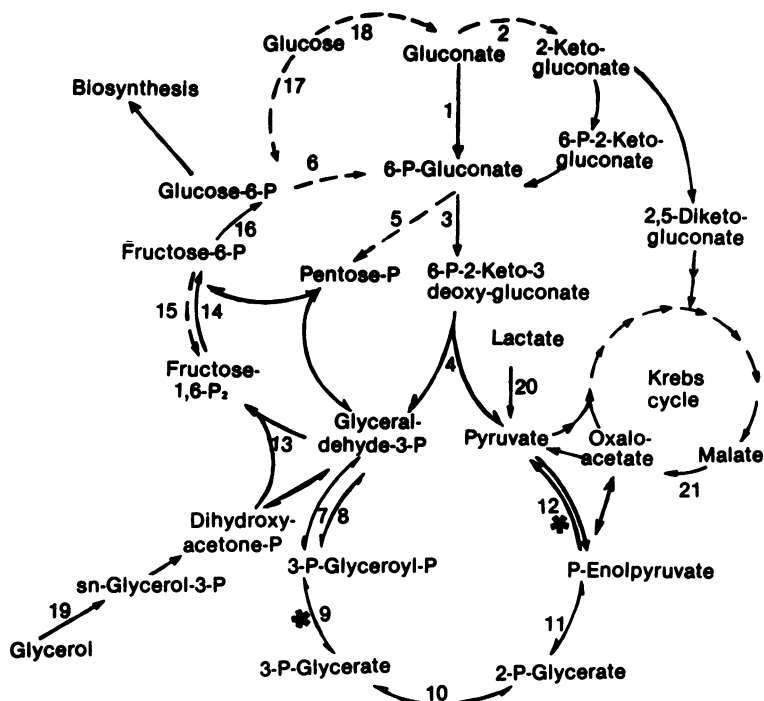 18
Glucose
Gluconate
2
2-Keto-
gluconate
17
Biosynthesis
1
6-P-2-Keto-
gluconate
6
6-P-Gluconate
Glucose-6-P
5
3
2,5-Diketo-
gluconate
16
Fructose-6-P
Pentose-P
6-P-2-Keto-3
deoxy-gluconate
15
14
Lactate
Fructose-
1,6-P₂
4
20
Krebs
cycle
13
Glyceral-
dehyde-3-P
Pyruvate
Oxalo-
acetate
Malate
21
7
8
12
*
Dihydroxy-
acetone-P
3-P-Glyceroyl-P
P-Enolpyruvate
sn-Glycerol-3-P
19
Glycerol
*
9
11
3-P-Glycerate
2-P-Glycerate
10